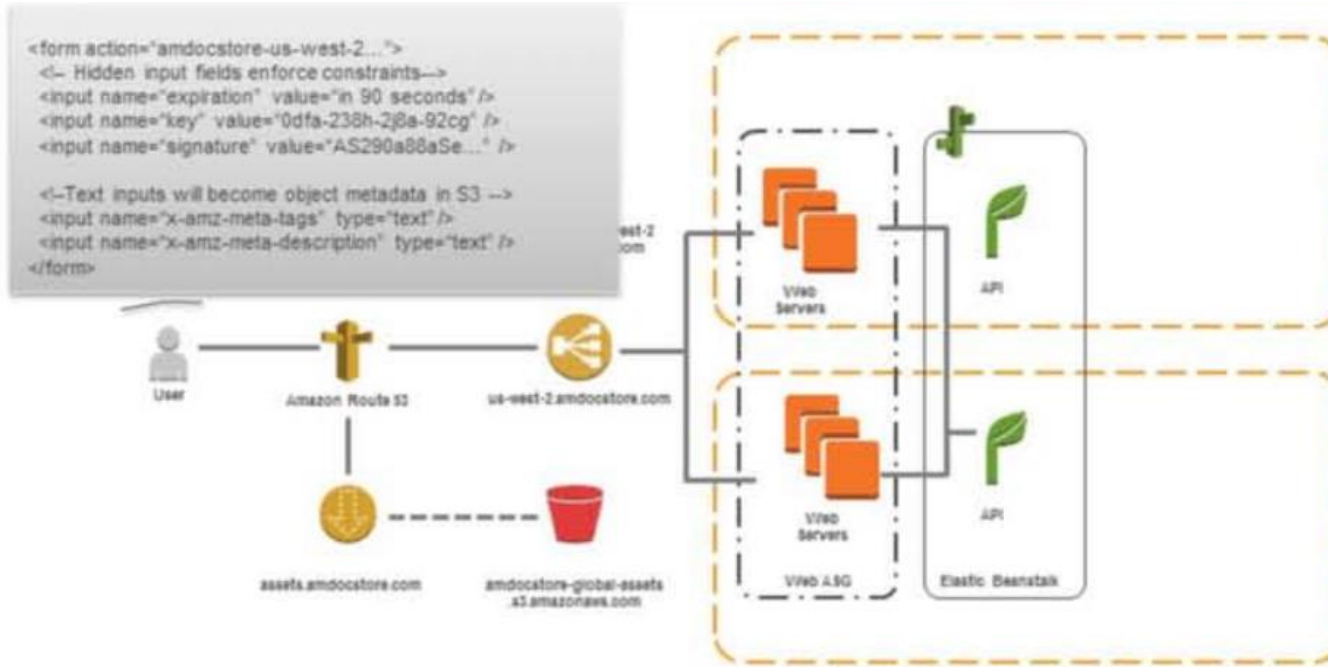 <form action="amdocstore-us-west-2...">
<!-- Hidden input fields enforce constraints-->
<input name="expiration" value="in 90 seconds" />
<input name="key" value="0dfa-238h-2j8a-92cg" />
<input name="signature" value="AS290a88aSe..." />
<!--Text inputs will become object metadata in S3 -->
<input name="x-amz-meta-tags" type="text" />
<input name="x-amz-meta-description" type="text" />
</form>
est-2
om
Web
Servers
API
User
Amazon Route 53
us-west-2.amdocstore.com
Web
Servers
API
assets.amdocstore.com
amdocstore-global-assets
.s3.amazonaws.com
Web ASG
Elastic Beanstalk